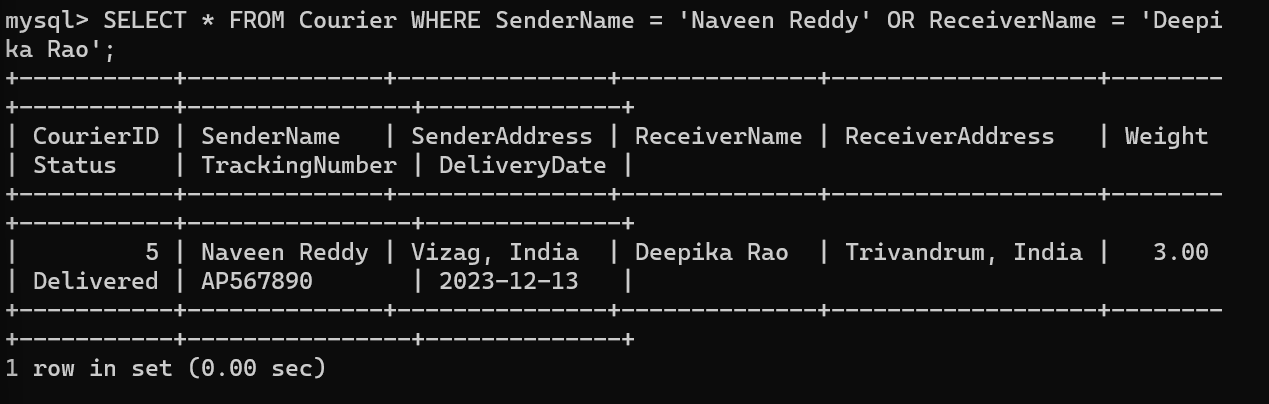 mysql> SELECT * FROM Courier WHERE SenderName = 'Naveen Reddy' OR ReceiverName = 'Deepi
ka Rao';
+-----------+--------------+---------------+--------------+-------------------+--------
+-----------+----------------+--------------+
| CourierID | SenderName   | SenderAddress | ReceiverName | ReceiverAddress   | Weight
| Status    | TrackingNumber | DeliveryDate |
+-----------+--------------+---------------+--------------+-------------------+--------
+-----------+----------------+--------------+
|         5 | Naveen Reddy | Vizag, India  | Deepika Rao  | Trivandrum, India |   3.00
| Delivered | AP567890       | 2023-12-13   |
+-----------+--------------+---------------+--------------+-------------------+--------
+-----------+----------------+--------------+
1 row in set (0.00 sec)